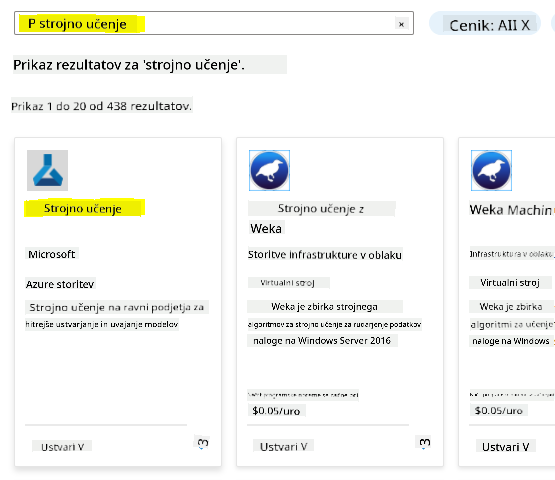 P strojno učenje
×
Cenik: AII X
Prikaz rezultatov za 'strojno učenje'.
Prikaz 1 do 20 od 438 rezultatov.
Strojno učenje
Microsoft
Azure storitev
Strojno učenje na ravni podjetja za
hitrejše ustvarjanje in uvajanje modelov
Ustvari V
Strojno učenje z
Weka
Storitve infrastrukture v oblaku
Virtualni stroj
Weka je zbirka strojnega
algoritmov za strojno učenje za rudarjenje podatkov
naloge na Windows Server 2016
$0.05/uro
Ustvari V
Weka Machin
Infrastruktura v oblaku
Virtualni stroj
Weka je zbirka
algoritmi za učenje
naloge na Windows
$0.05/uro
Ustvari V